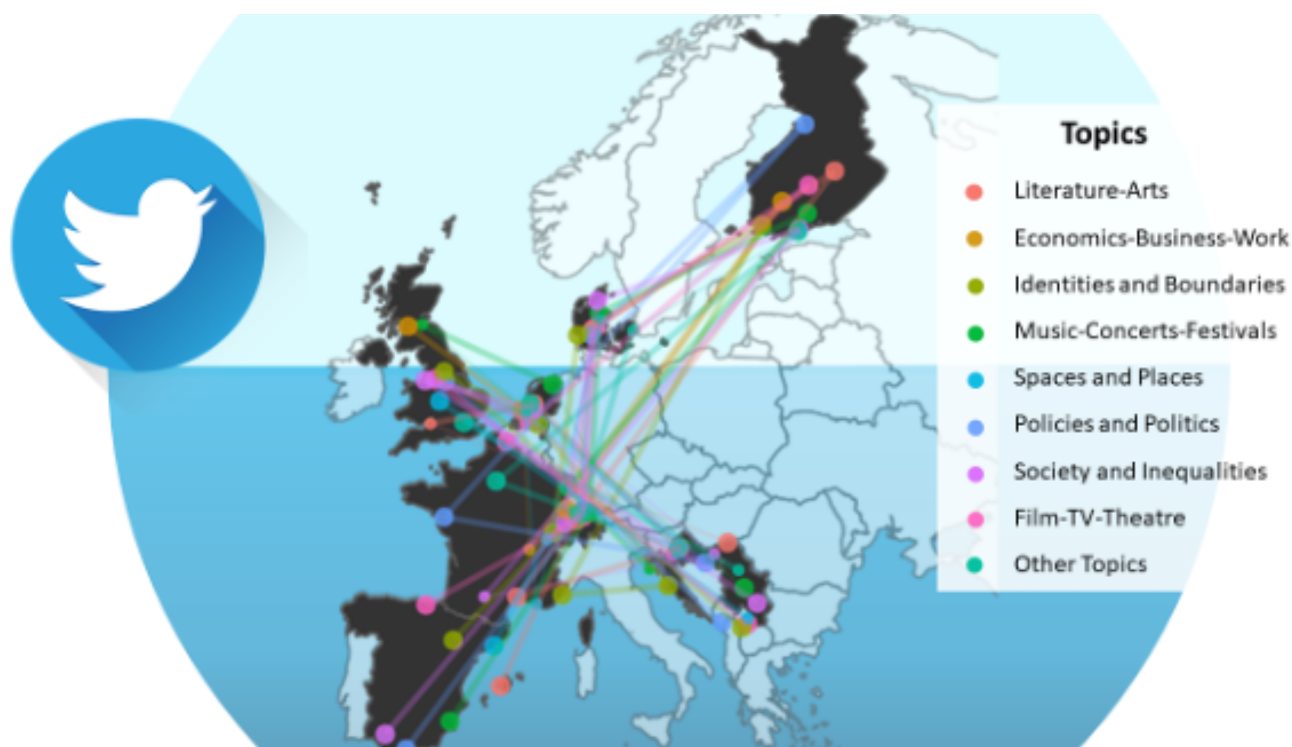 Topics
Literature-Arts
Economics-Business-Work
Identities and Boundaries
Music-Concerts-Festivals
Spaces and Places
Policies and Politics
Society and Inequalities
Film-TV-Theatre
Other Topics